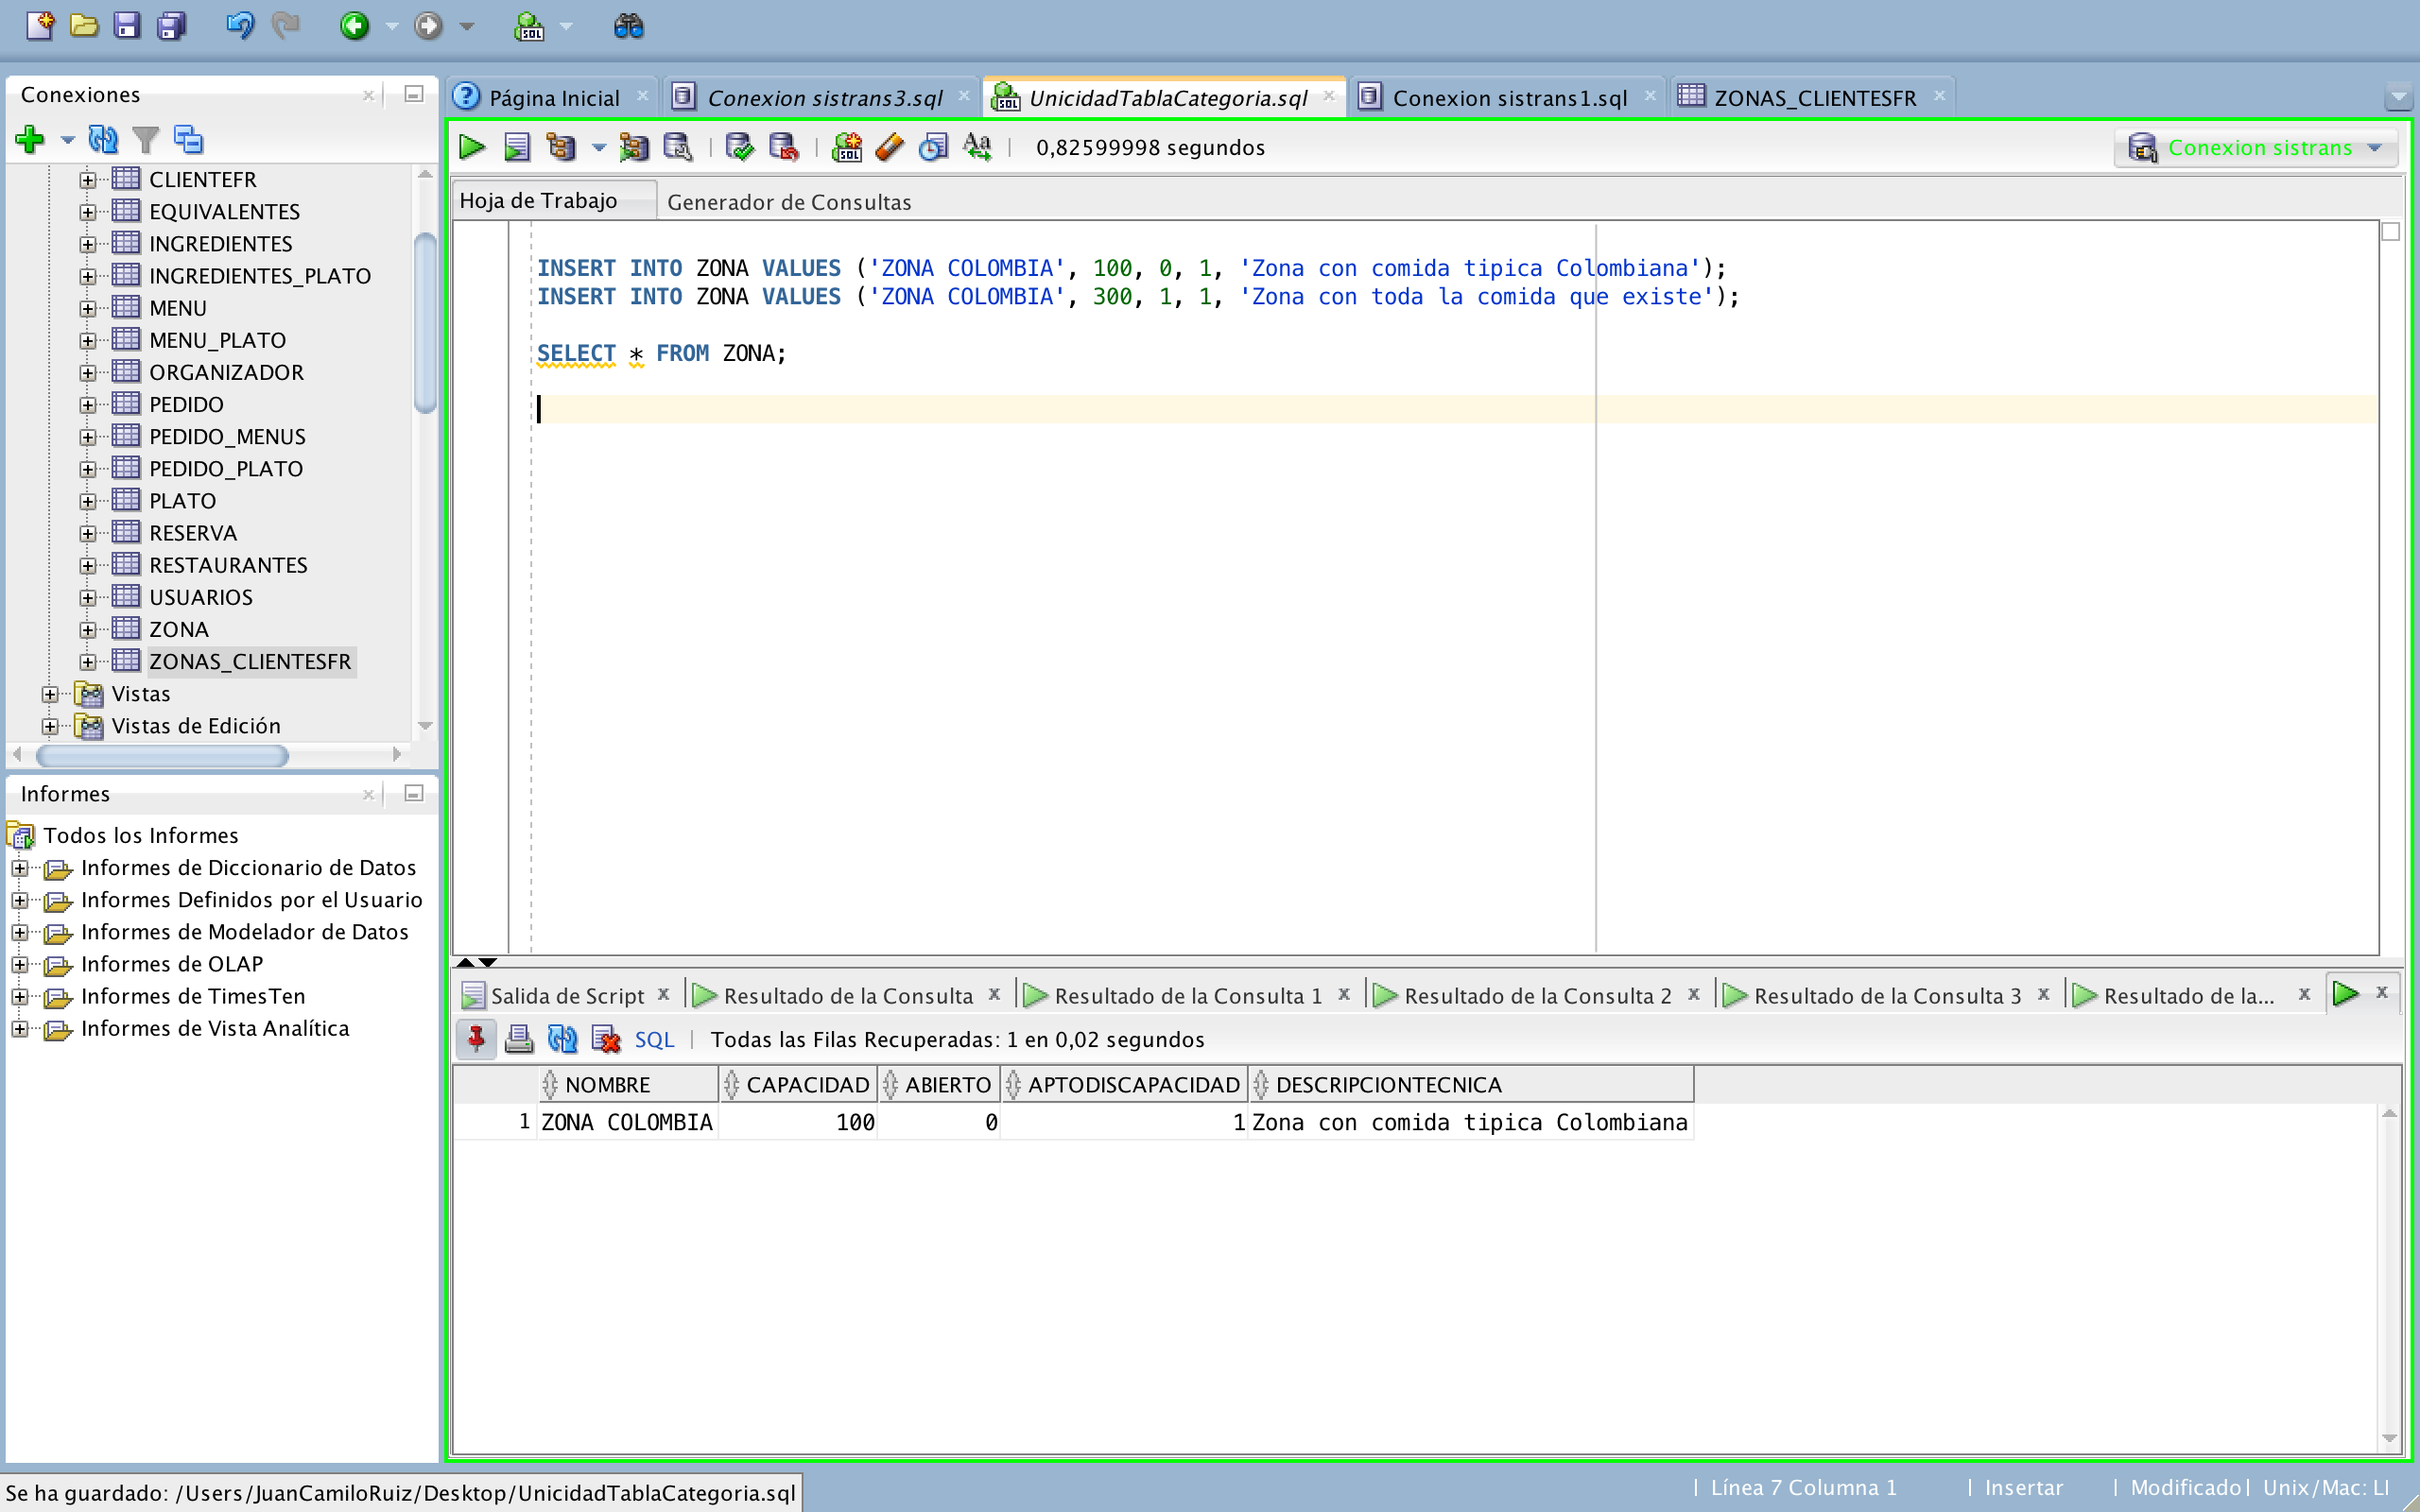 Conexiones
CLIENTEFR
EQUIVALENTES
INGREDIENTES
INGREDIENTES_PLATO
MENU
MENU_PLATO
ORGANIZADOR
PEDIDO
PEDIDO_MENUS
PEDIDO_PLATO
PLATO
RESERVA
RESTAURANTES
USUARIOS
ZONA
ZONAS_CLIENTESFR
Vistas
Vistas de Edición
Informes
Todos los Informes
Informes de Diccionario de Datos
Informes Definidos por el Usuario
Informes de Modelador de Datos
Informes de OLAP
Informes de TimesTen
Informes de Vista Analítica
Página Inicial Conexion sistrans3.sql UnicidadTablaCategoria.sql Conexion sistrans1.sql ZONAS_CLIENTESFR
0,82599998 segundos Conexion sistrans
Hoja de Trabajo Generador de Consultas
INSERT INTO ZONA VALUES ('ZONA COLOMBIA', 100, 0, 1, 'Zona con comida tipica Colombiana');
INSERT INTO ZONA VALUES ('ZONA COLOMBIA', 300, 1, 1, 'Zona con toda la comida que existe');
SELECT * FROM ZONA;
Salida de Script Resultado de la Consulta Resultado de la Consulta 1 Resultado de la Consulta 2 Resultado de la Consulta 3 Resultado de la...
SQL Todas las Filas Recuperadas: 1 en 0,02 segundos
NOMBRE CAPACIDAD ABIERTO APTODISCAPACIDAD DESCRIPCIONTECNICA
1 ZONA COLOMBIA 100 0 1 Zona con comida tipica Colombiana
Se ha guardado: /Users/JuanCamiloRuiz/Desktop/UnicidadTablaCategoria.sql
Línea 7 Columna 1 Insertar Modificado Unix/Mac: LI